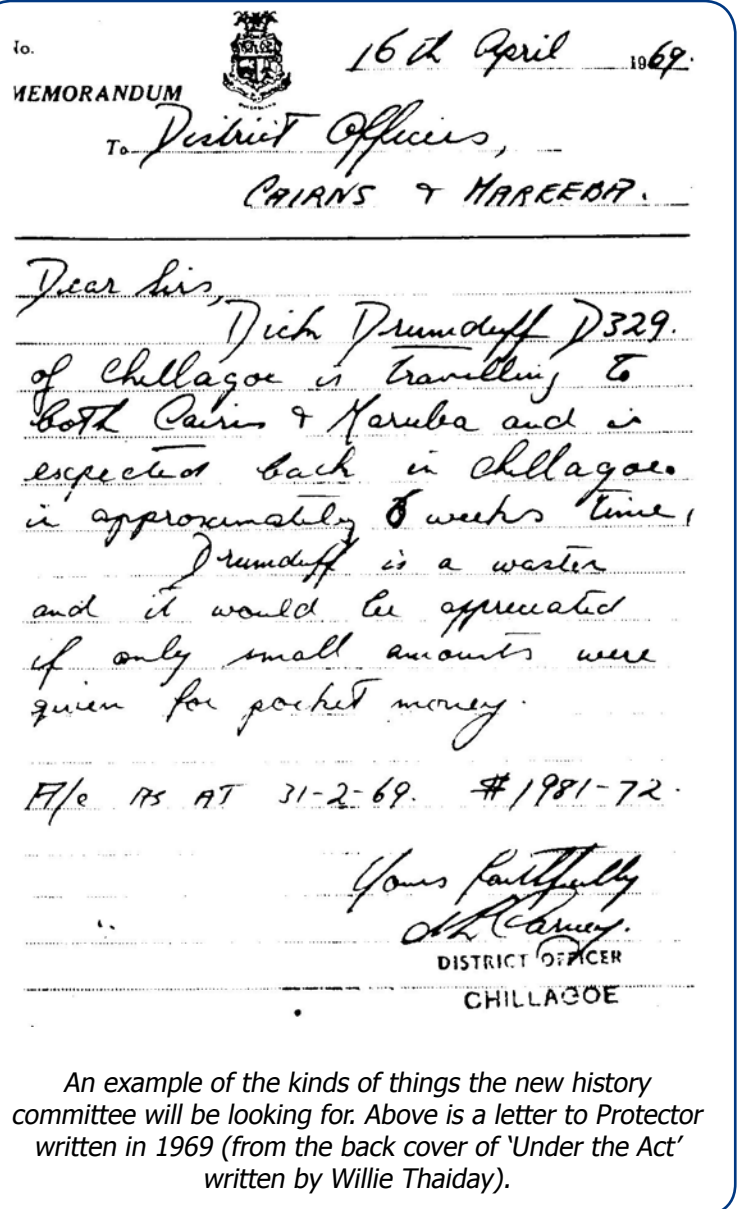 No.
16th April 1969.
MEMORANDUM
To District Officers,
CAIRNS & MAREEBA.
Dear Sirs,
Dick Drumduff D329.
of Chillagoe is travelling to
both Cairns & Mareeba and is
expected back in Chillagoe
in approximately 6 weeks time,
Drumduff is a waster
and it would be appreciated
if only small amounts were
given for pocket money.
A/c AS AT 31-2-69. $1981-72.
Yours faithfully
Carney.
DISTRICT OFFICER
CHILLAGOE
An example of the kinds of things the new history
committee will be looking for. Above is a letter to Protector
written in 1969 (from the back cover of ‘Under the Act’
written by Willie Thaiday).